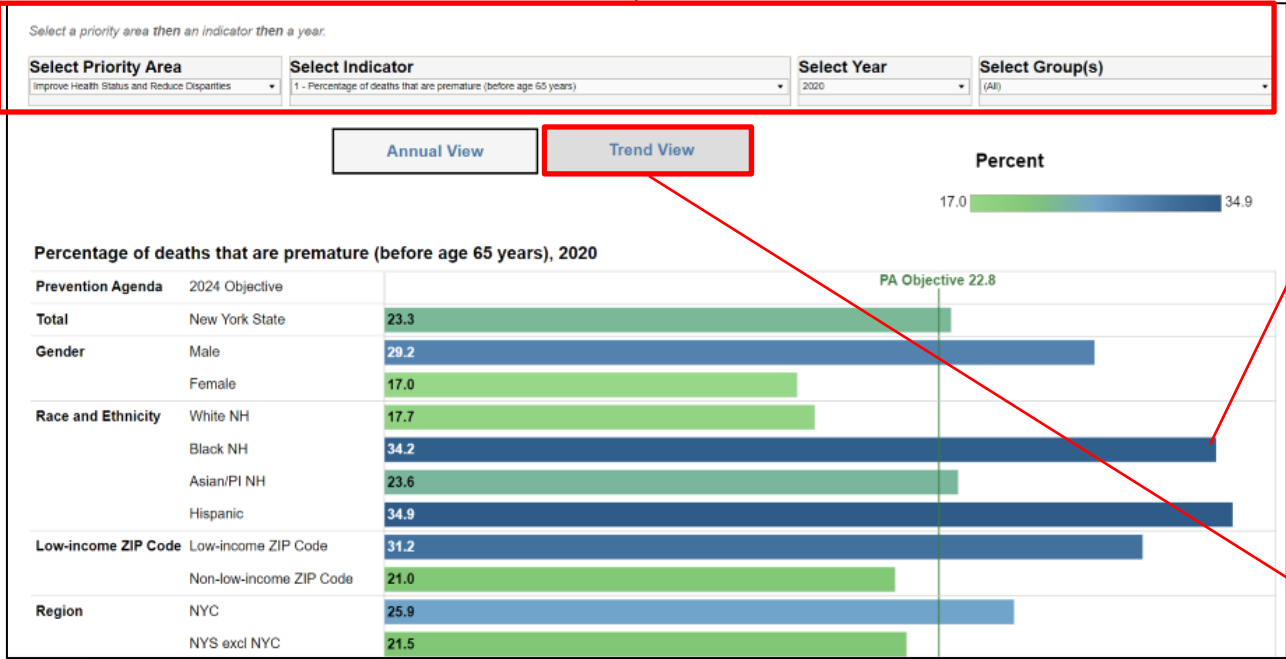 Select a priority area then an indicator then a year.
Select Priority Area Select Indicator Select Year Select Group(s)
Improve Health Status and Reduce Disparities 1 - Percentage of deaths that are premature (before age 65 years) 2020 (All)
Annual View Trend View
Percent
17.0 34.9
Percentage of deaths that are premature (before age 65 years), 2020
Prevention Agenda 2024 Objective PA Objective 22.8
Total New York State 23.3
Gender Male 29.2
Female 17.0
Race and Ethnicity White NH 17.7
Black NH 34.2
Asian/PI NH 23.6
Hispanic 34.9
Low-income ZIP Code Low-income ZIP Code 31.2
Non-low-income ZIP Code 21.0
Region NYC 25.9
NYS excl NYC 21.5